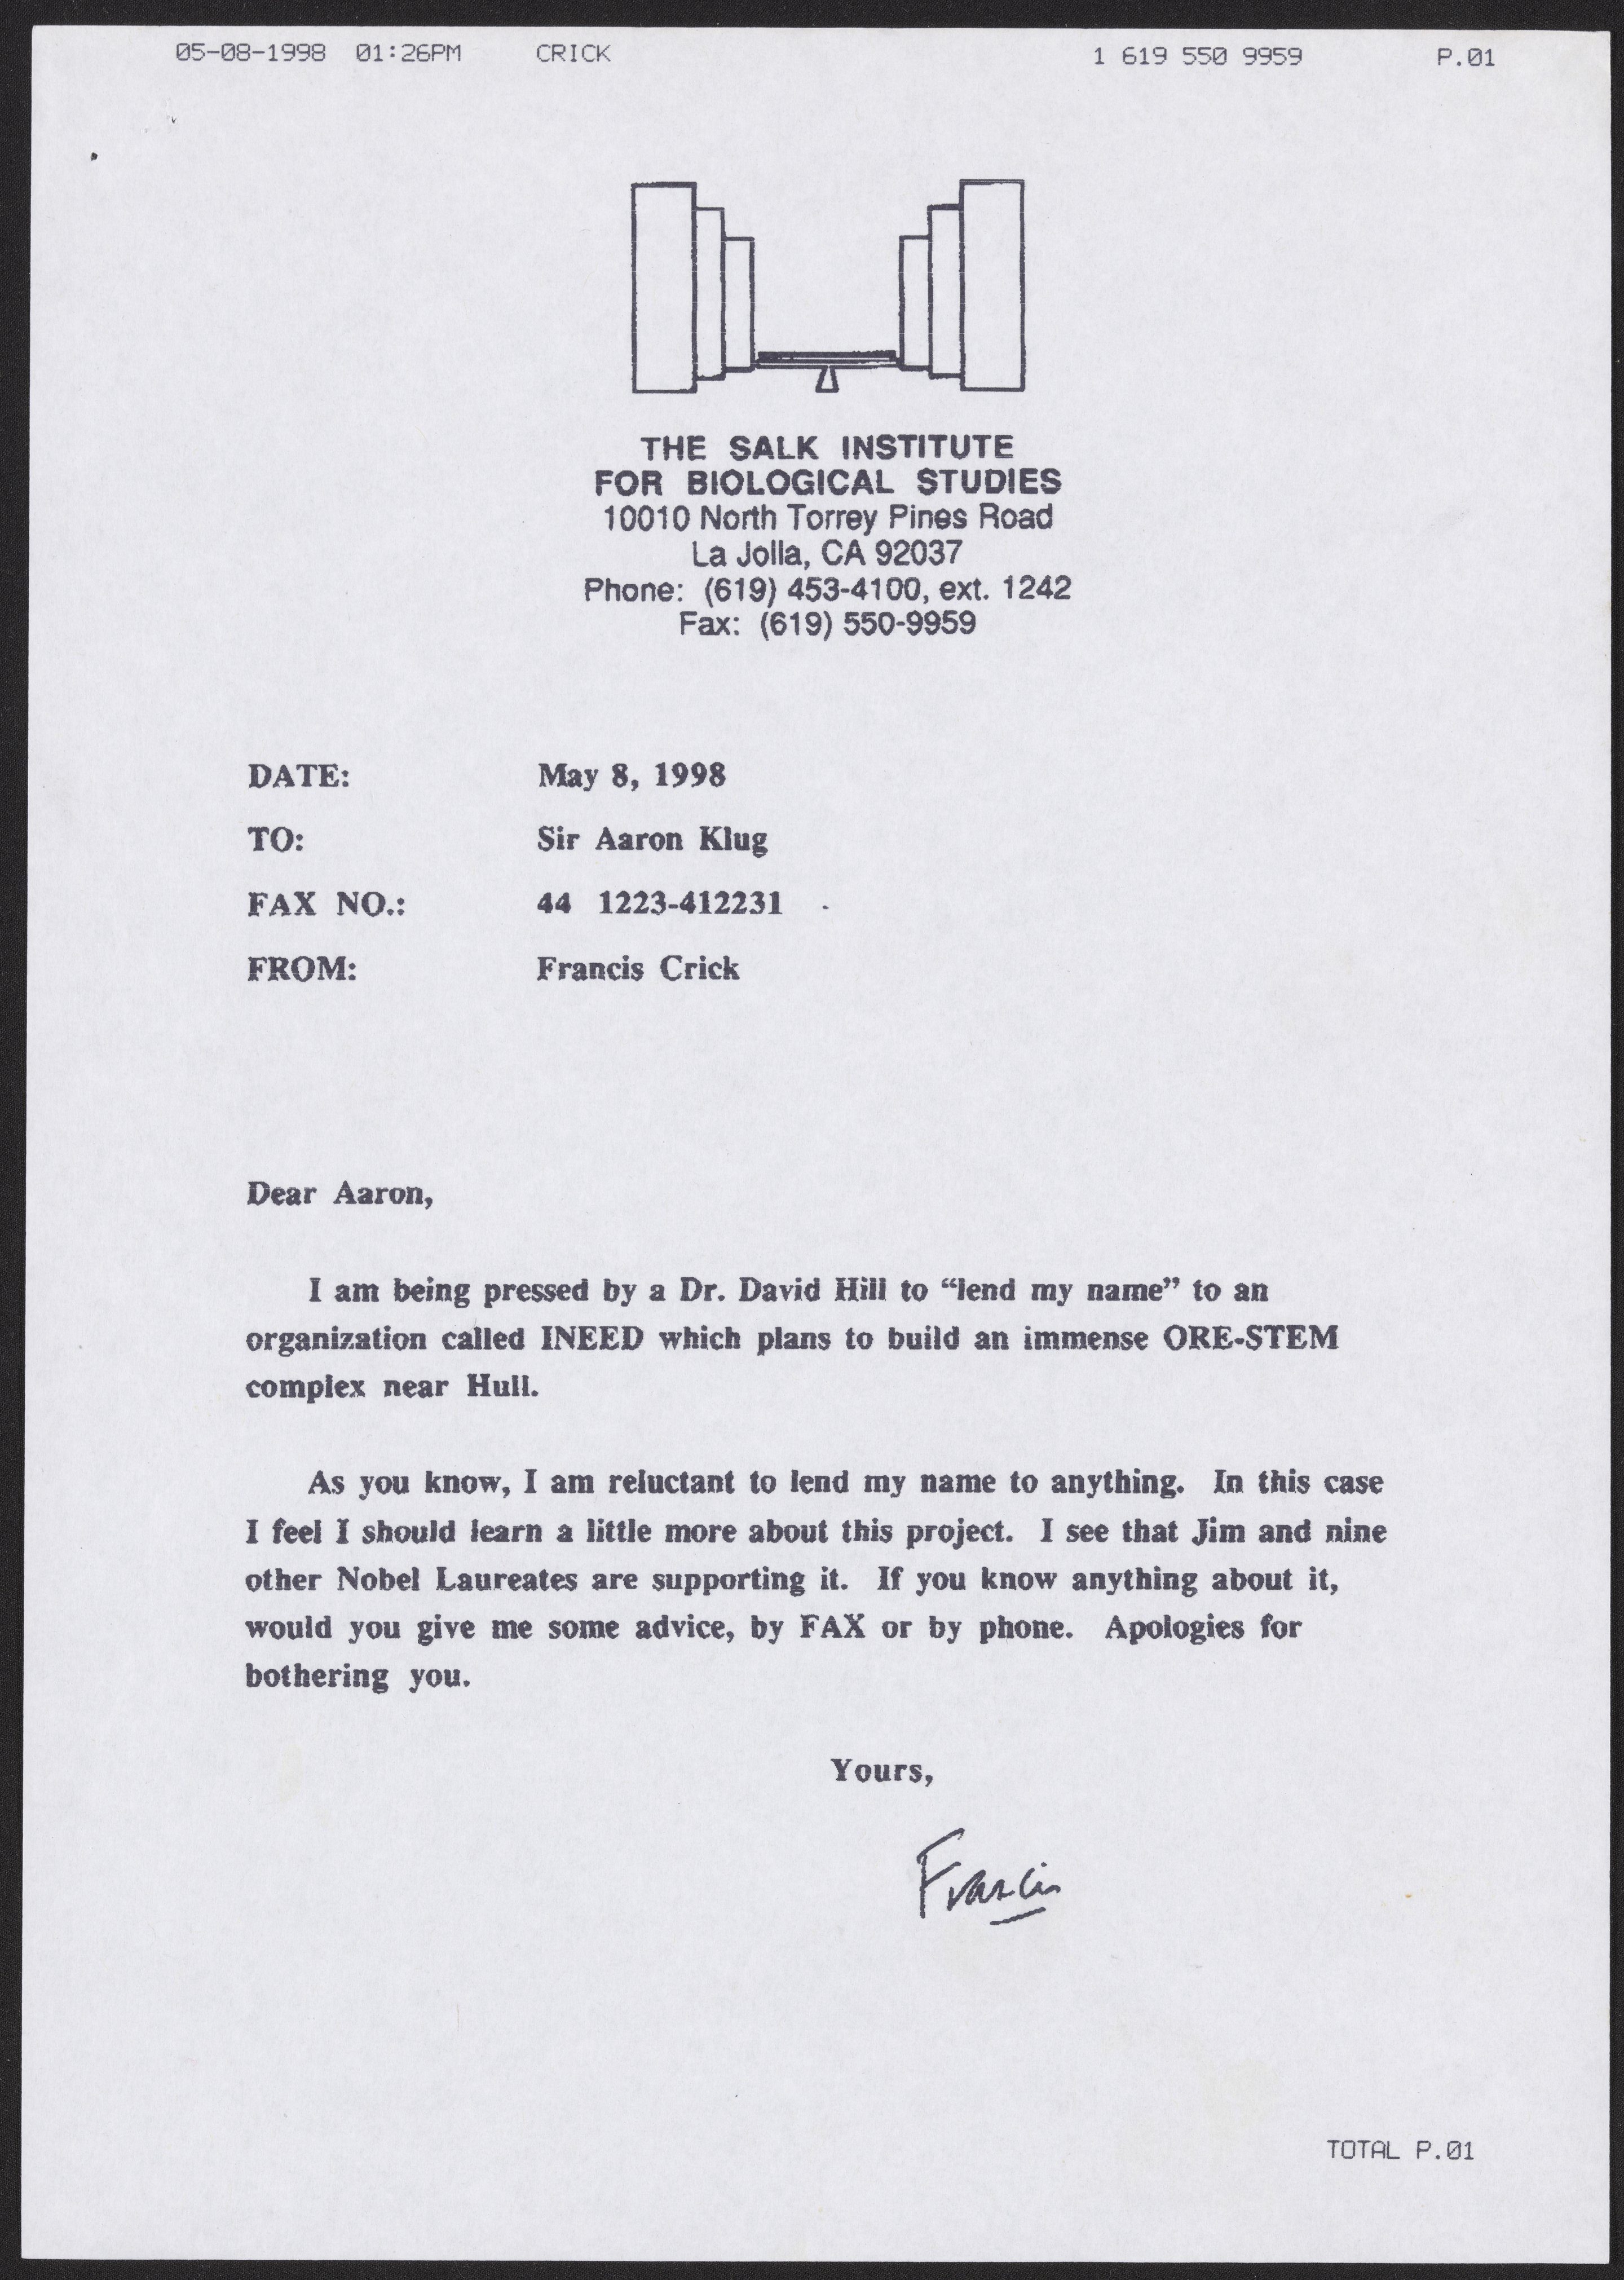 05-08-1998 01:26PM CRICK 1 619 550 9959 P.01
THE SALK INSTITUTE
FOR BIOLOGICAL STUDIES
10010 North Torrey Pines Road
La Jolla, CA 92037
Phone: (619) 453-4100, ext. 1242
Fax: (619) 550-9959
DATE: May 8, 1998
TO: Sir Aaron Klug
FAX NO.: 44 1223-412231
FROM: Francis Crick
Dear Aaron,
I am being pressed by a Dr. David Hill to “lend my name” to an
organization called INEED which plans to build an immense ORE-STEM
complex near Hull.
As you know, I am reluctant to lend my name to anything. In this case
I feel I should learn a little more about this project. I see that Jim and nine
other Nobel Laureates are supporting it. If you know anything about it,
would you give me some advice, by FAX or by phone. Apologies for
bothering you.
Yours,
Francis
TOTAL P.01